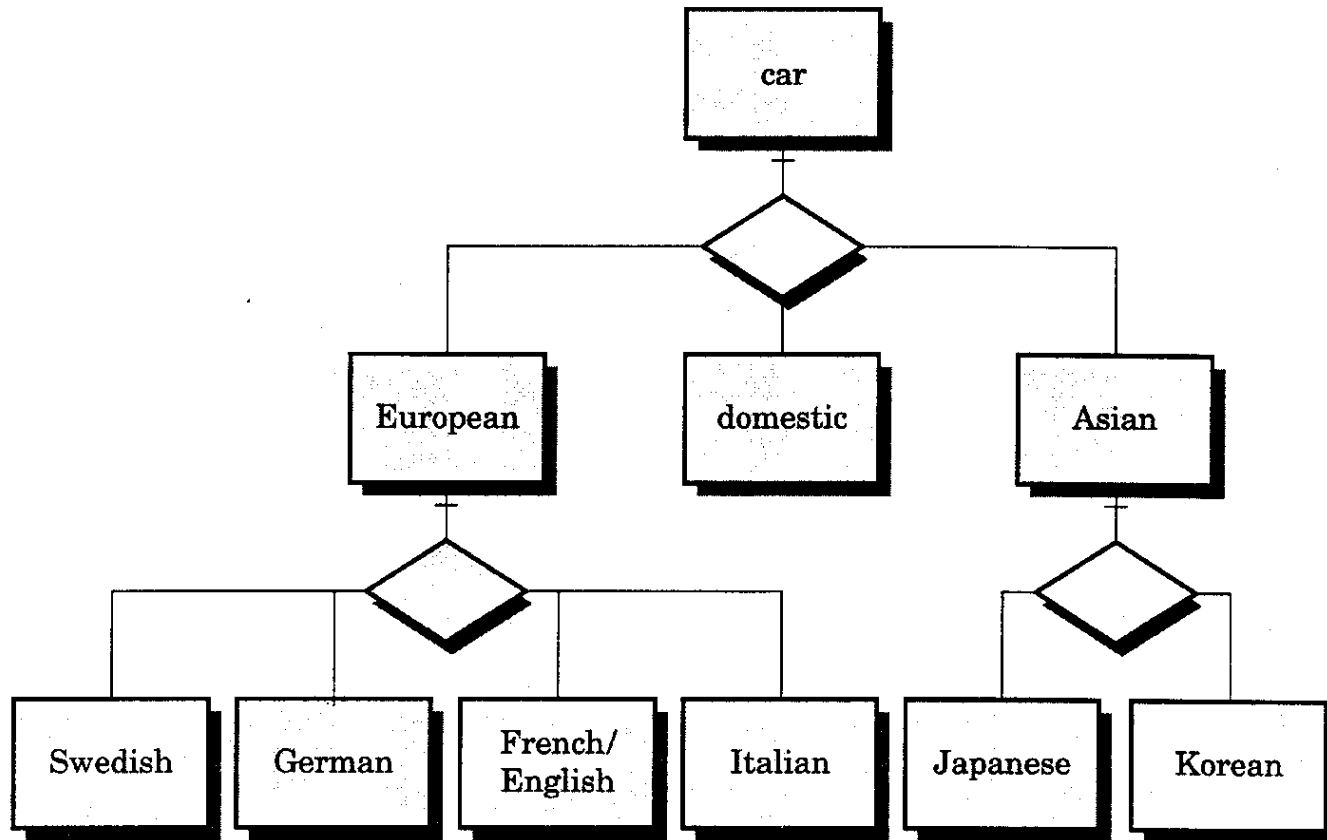 car
European
domestic
Asian
Swedish
German
French/
English
Italian
Japanese
Korean